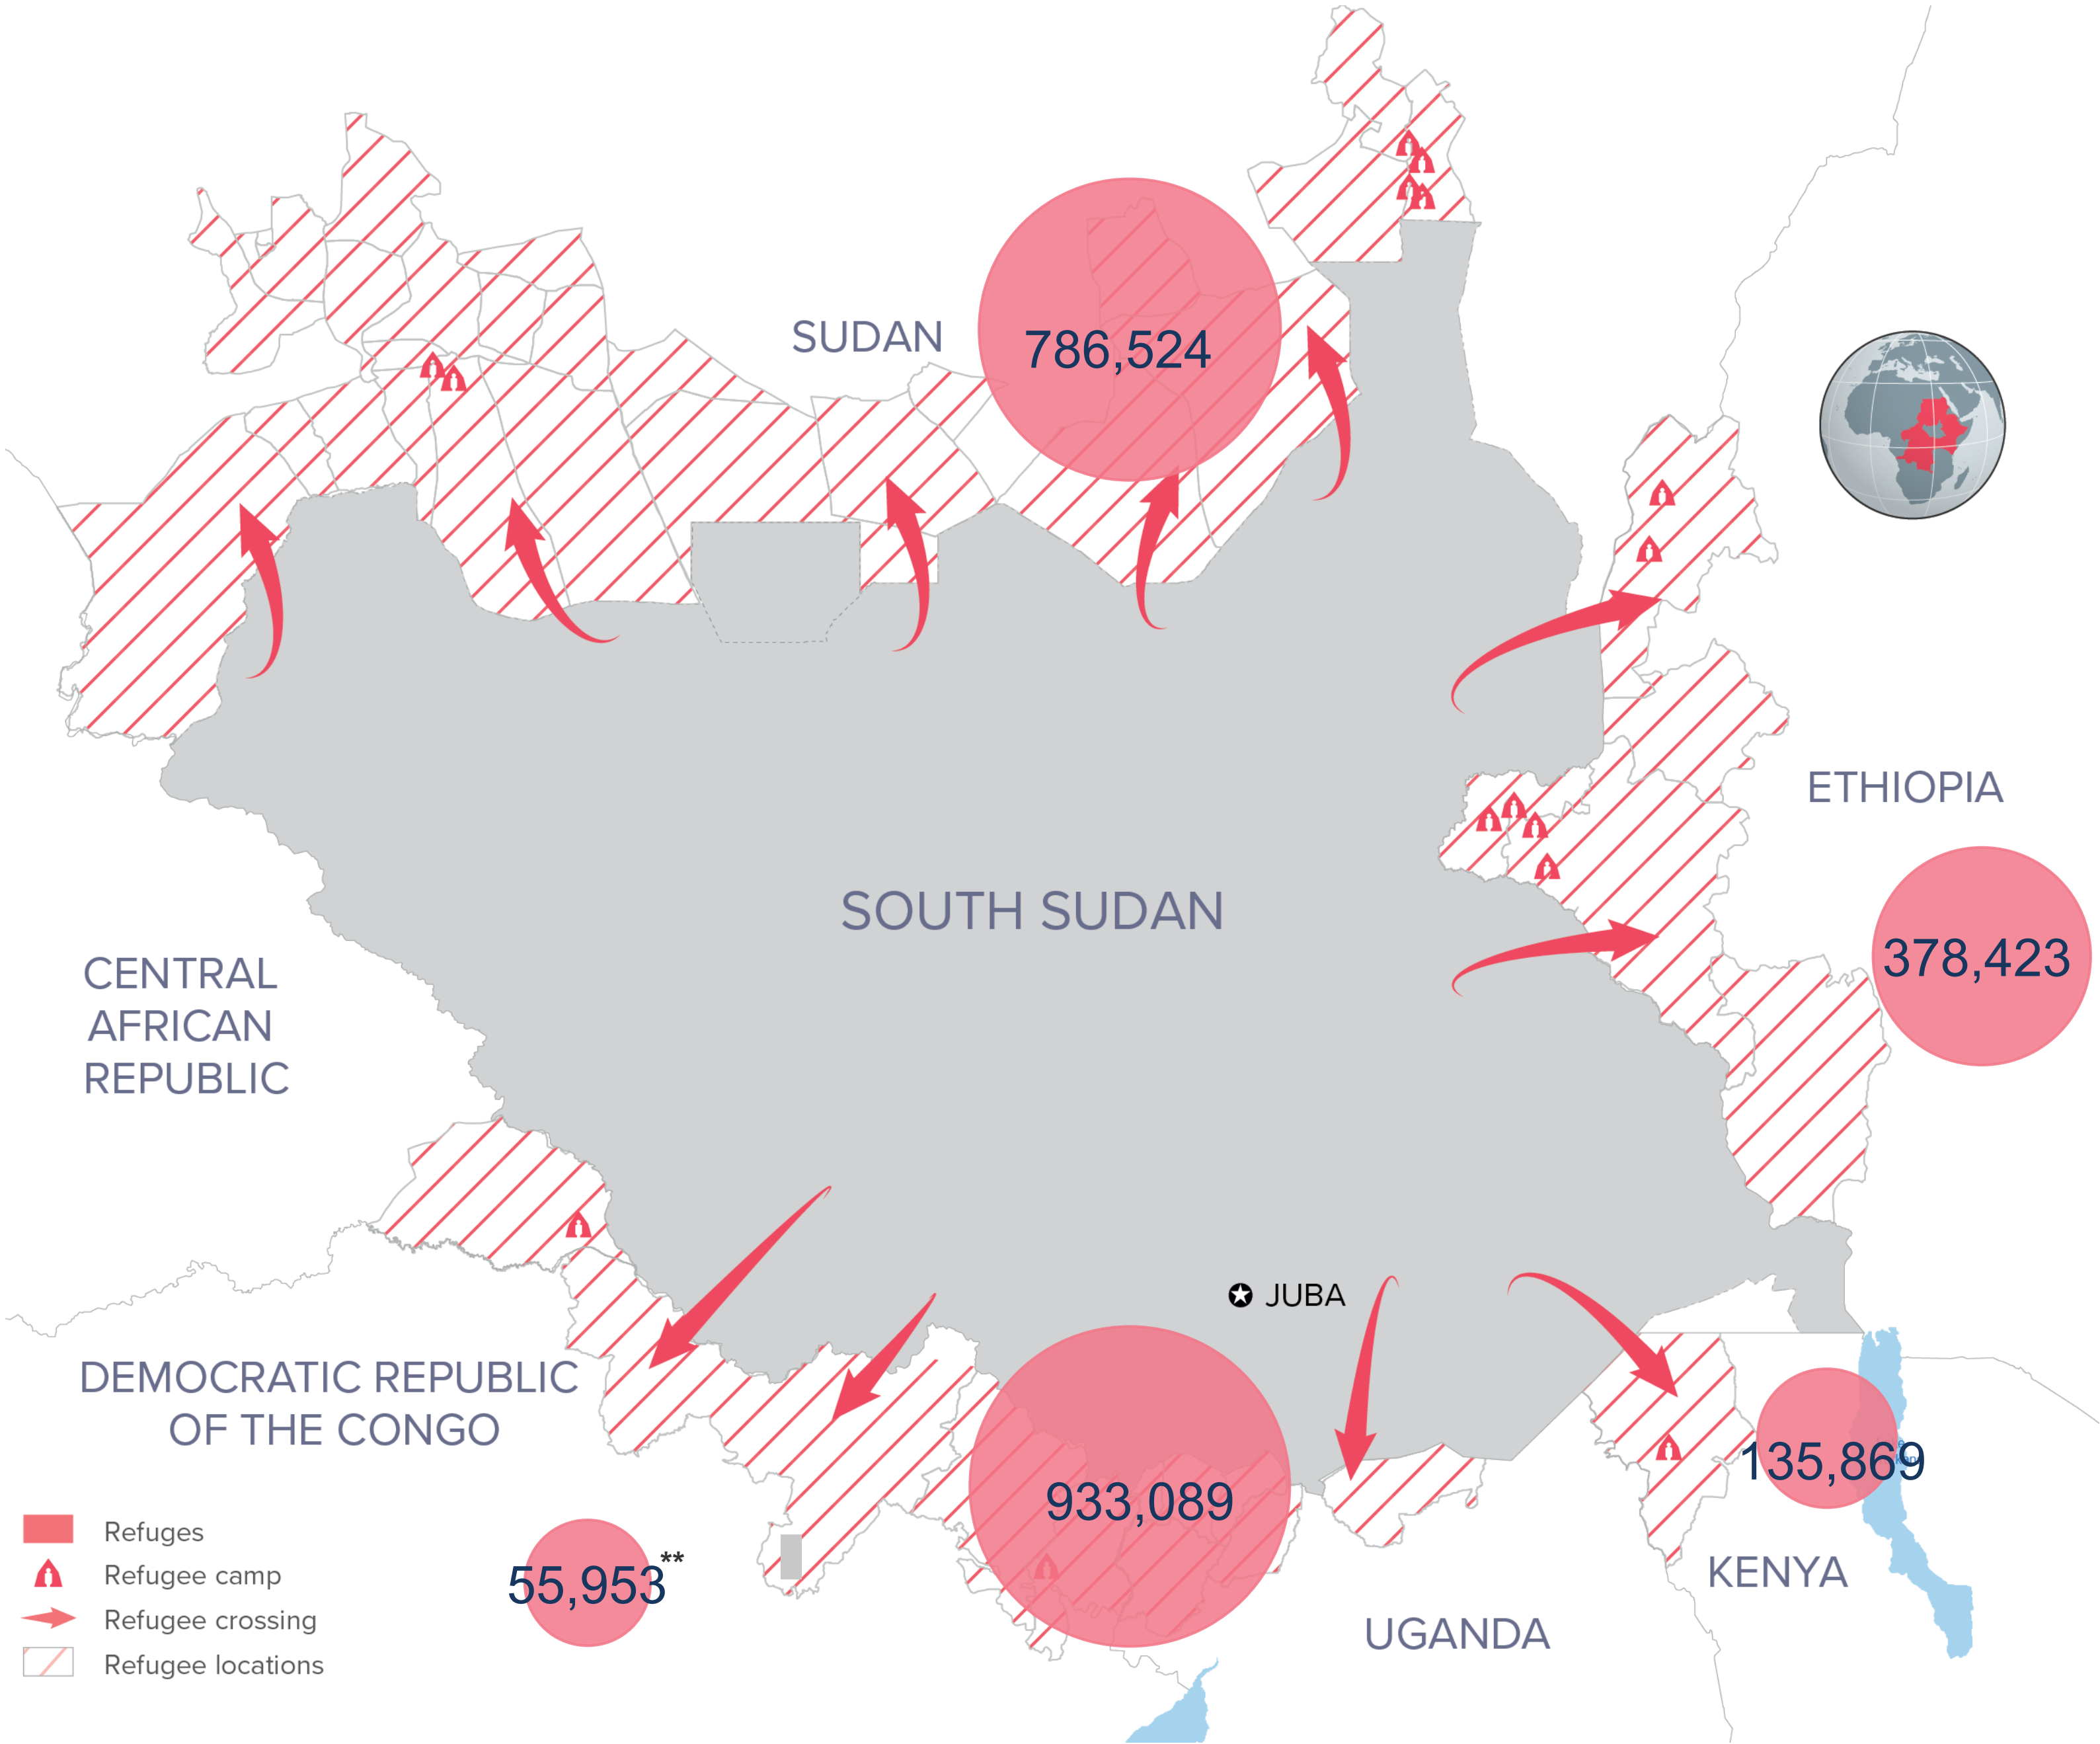 SUDAN
786,524
ETHIOPIA
SOUTH SUDAN
378,423
CENTRAL
AFRICAN
REPUBLIC
JUBA
DEMOCRATIC REPUBLIC
OF THE CONGO
135,869
933,089
55,953**
KENYA
UGANDA
Refuges
Refugee camp
Refugee crossing
Refugee locations